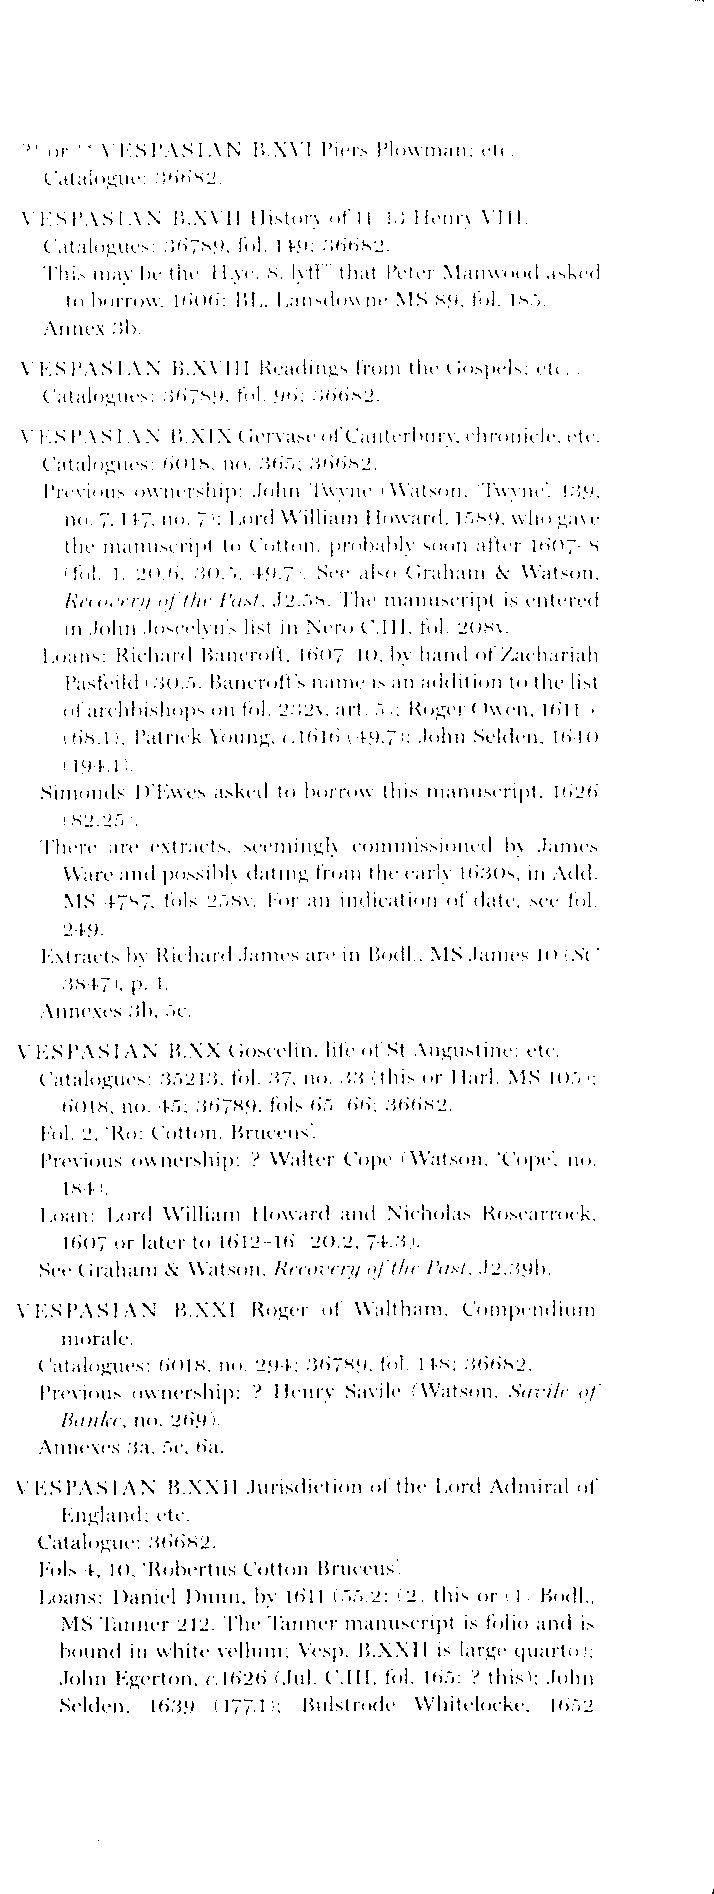 or VESPASIAN B.XVI Piers Plowman; etc.
Catalogue: 36682.
VESPASIAN B.XVII History of 11–13 Henry VIII.
Catalogues: 36789, fol. 149; 36682.
This may be the 'H.ye. 8. that Peter Manwood asked
to borrow, 1606: BL, Lansdowne MS 89, fol. 185.
Annex 3b.
VESPASIAN B.XVIII Readings from the Gospels; etc.
Catalogues: 36789, fol. 96; 36682.
VESPASIAN B.XIX Gervase of Canterbury, chronicle, etc.
Catalogues: 6018, no. 365; 36682.
Previous ownership: John Twyne (Watson, 'Twyne', 139,
no. 7, 147, no. 7); Lord William Howard, 1589, who gave
the manuscript to Cotton, probably soon after 1607–8
(fol. 1, 20.6, 30.5, 49.7). See also Graham & Watson,
Recovery of the Past, J2.58. The manuscript is entered
in John Joscelyn's list in Nero C.III, fol. 208v.
Loans: Richard Bancroft, 1607–10, by hand of Zachariah
Pasfeild (30.5. Bancroft's name is an addition to the list
of archbishops on fol. 232v, art. 5); Roger Owen, 1611
(68.1), Patrick Young, c.1616 (49.7); John Selden, 1640
(194.1).
Simonds D'Ewes asked to borrow this manuscript, 1626
(82.25).
There are extracts, seemingly commissioned by James
Ware and possibly dating from the early 1630s, in Add.
MS 4787, fols 258v. For an indication of date, see fol.
249.
Extracts by Richard James are in Bodl., MS James 10 (SC
3847), p. 1.
Annexes 3b, 5c.
VESPASIAN B.XX Goscelin, life of St Augustine; etc.
Catalogues: 35213, fol. 37, no. 33 (this or Harl. MS 105);
6018, no. 45; 36789, fols 65–66; 36682.
Fol. 2, 'Ro: Cotton, Bruceus'.
Previous ownership: ? Walter Cope (Watson, 'Cope', no.
184).
Loan: Lord William Howard and Nicholas Roscarrock,
1607 or later to 1612–16 (20.2, 74.3).
See Graham & Watson, Recovery of the Past, J2.39b.
VESPASIAN B.XXI Roger of Waltham, Compendium
morale.
Catalogues: 6018, no. 294; 36789, fol. 148; 36682.
Previous ownership: ? Henry Savile (Watson, Savile of
Banke, no. 269).
Annexes 3a, 5c, 6a.
VESPASIAN B.XXII Jurisdiction of the Lord Admiral of
England; etc.
Catalogue: 36682.
Fols 4, 10, 'Robertus Cotton Bruceus'.
Loans: Daniel Dunn, by 1611 (55.2: (2) this or (1) Bodl.,
MS Tanner 212. The Tanner manuscript is folio and is
bound in white vellum; Vesp. B.XXII is large quarto);
John Egerton, c.1626 (Jul. C.III, fol. 165: ? this); John
Selden, 1639 (177.1); Bulstrode Whitelocke, 1652